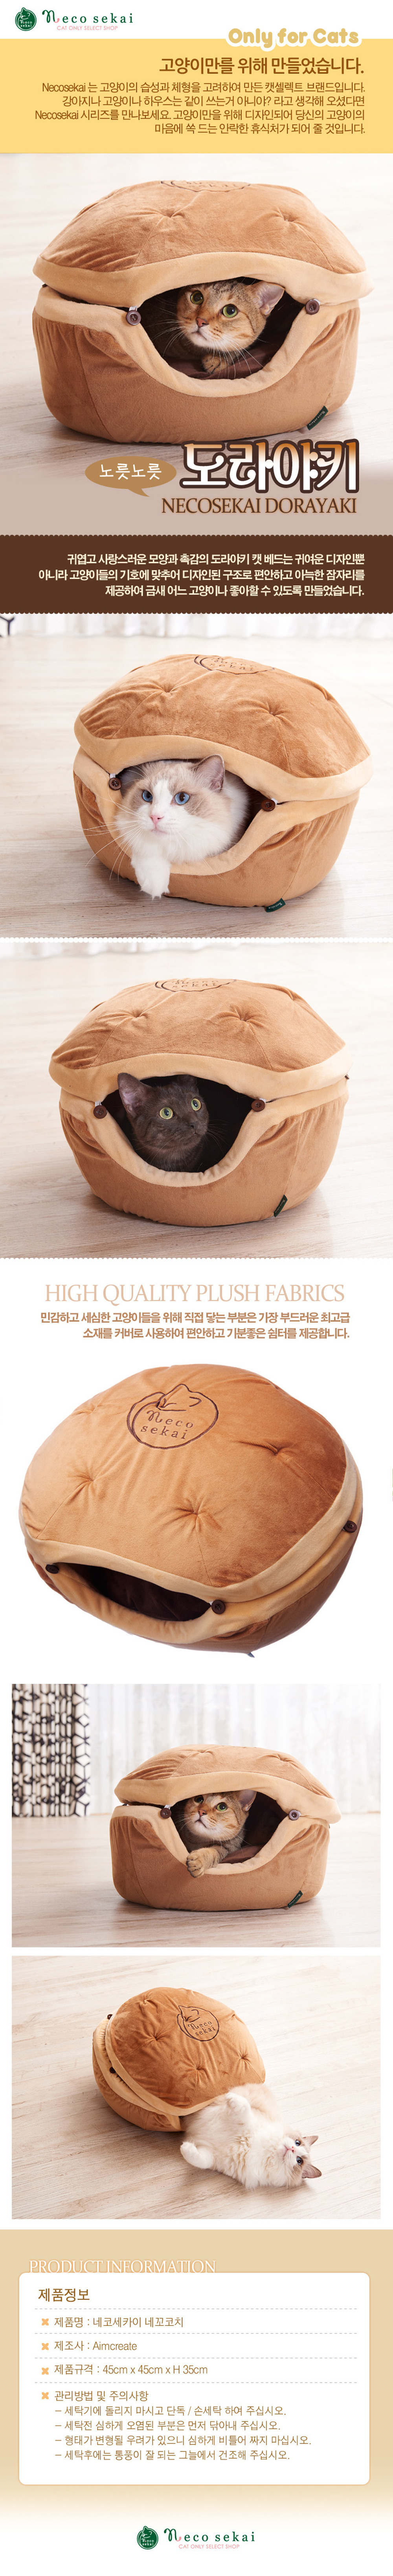 neco sekai
CAT ONLY SELECT SHOP
Only for Cats
고양이만를 위해 만들었습니다.
Necosekai 는 고양이의 습성과 체형을 고려하여 만든 캣셀렉트 브랜드입니다.
강아지나 고양이나 하우스는 같이 쓰는거 아니야? 라고 생각해 오셨다면
Necosekai 시리즈를 만나보세요. 고양이만을 위해 디자인되어 당신의 고양이의
마음에 쏙 드는 안락한 휴식처가 되어 줄 것입니다.
노릇노릇
도라야키
NECOSEKAI DORAYAKI
귀엽고 사랑스러운 모양과 촉감의 도라야키 캣 베드는 귀여운 디자인뿐
아니라 고양이들의 기호에 맞추어 디자인된 구조로 편안하고 아늑한 잠자리를
제공하여 금새 어느 고양이나 좋아할 수 있도록 만들었습니다.
HIGH QUALITY PLUSH FABRICS
민감하고 세심한 고양이들을 위해 직접 닿는 부분은 가장 부드러운 최고급
소재를 커버로 사용하여 편안하고 기분좋은 쉼터를 제공합니다.
neco
sekai
neco
sekai
PRODUCT INFORMATION
제품정보
제품명 : 네코세카이 네꼬코치
제조사 : Aimcreate
제품규격 : 45cm x 45cm x H 35cm
관리방법 및 주의사항
– 세탁기에 돌리지 마시고 단독 / 손세탁 하여 주십시오.
– 세탁전 심하게 오염된 부분은 먼저 닦아내 주십시오.
– 형태가 변형될 우려가 있으니 심하게 비틀어 짜지 마십시오.
– 세탁후에는 통풍이 잘 되는 그늘에서 건조해 주십시오.
neco sekai
CAT ONLY SELECT SHOP